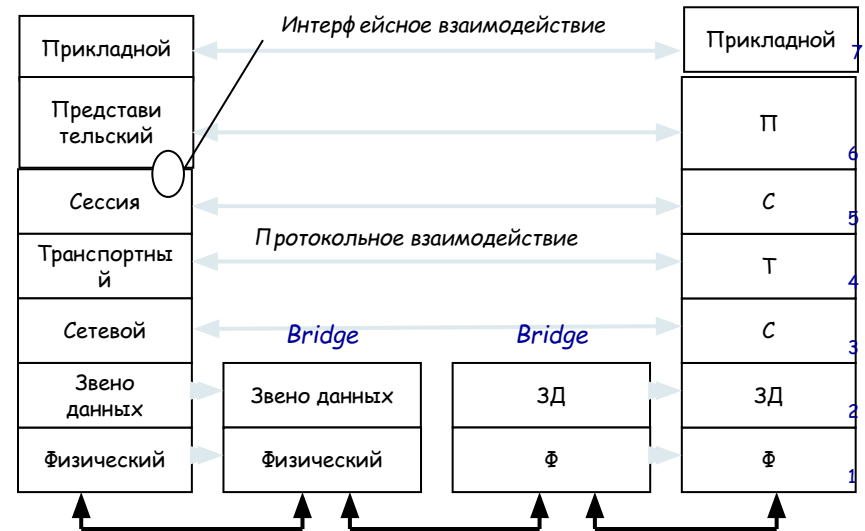 Интерфейсное взаимодействие
Прикладной
Прикладной
7
Представи
тельский
П
6
Сессия
С
5
Протокольное взаимодействие
Транспортны
й
Т
4
Сетевой
Bridge
Bridge
С
3
Звено
данных
Звено данных
ЗД
ЗД
2
Физический
Физический
Ф
Ф
1